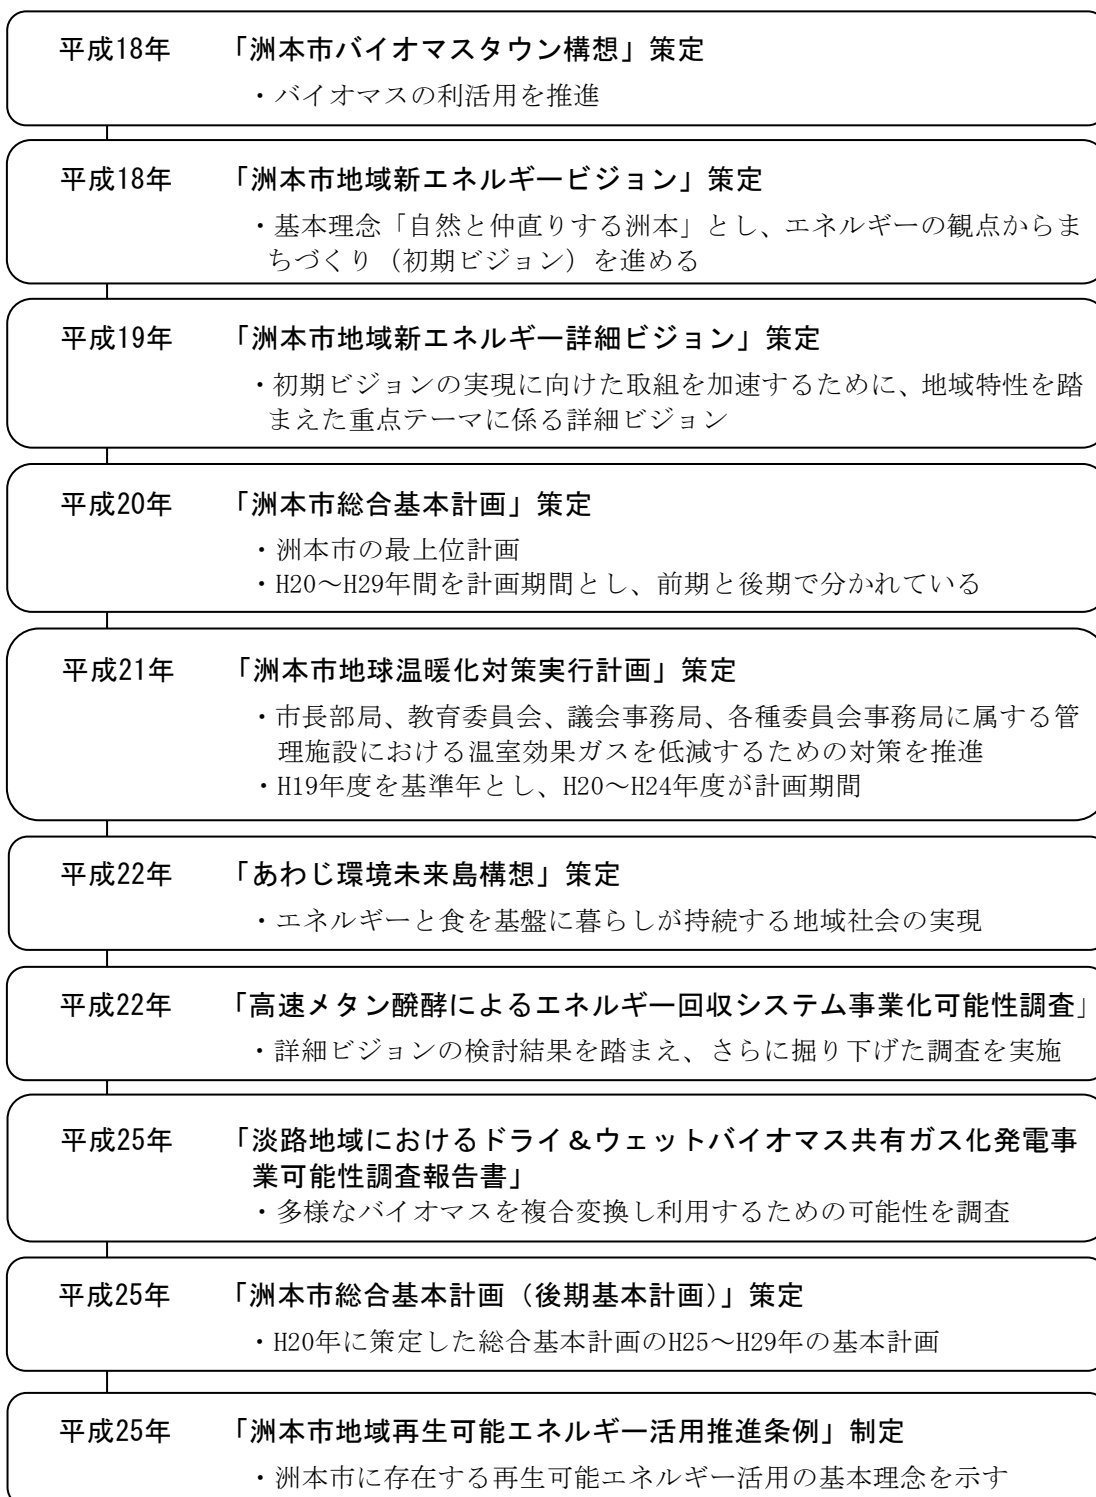 平成18年 「洲本市バイオマスタウン構想」策定
・バイオマスの利活用を推進
平成18年 「洲本市地域新エネルギービジョン」策定
・基本理念「自然と仲直りする洲本」とし、エネルギーの観点からま
ちづくり（初期ビジョン）を進める
平成19年 「洲本市地域新エネルギー詳細ビジョン」策定
・初期ビジョンの実現に向けた取組を加速するために、地域特性を踏
まえた重点テーマに係る詳細ビジョン
平成20年 「洲本市総合基本計画」策定
・洲本市の最上位計画
・H20～H29年間を計画期間とし、前期と後期で分かれている
平成21年 「洲本市地球温暖化対策実行計画」策定
・市長部局、教育委員会、議会事務局、各種委員会事務局に属する管
理施設における温室効果ガスを低減するための対策を推進
・H19年度を基準年とし、H20～H24年度が計画期間
平成22年 「あわじ環境未来島構想」策定
・エネルギーと食を基盤に暮らしが持続する地域社会の実現
平成22年 「高速メタン醗酵によるエネルギー回収システム事業化可能性調査」
・詳細ビジョンの検討結果を踏まえ、さらに掘り下げた調査を実施
平成25年 「淡路地域におけるドライ＆ウェットバイオマス共有ガス化発電事
業可能性調査報告書」
・多様なバイオマスを複合変換し利用するための可能性を調査
平成25年 「洲本市総合基本計画（後期基本計画）」策定
・H20年に策定した総合基本計画のH25～H29年の基本計画
平成25年 「洲本市地域再生可能エネルギー活用推進条例」制定
・洲本市に存在する再生可能エネルギー活用の基本理念を示す